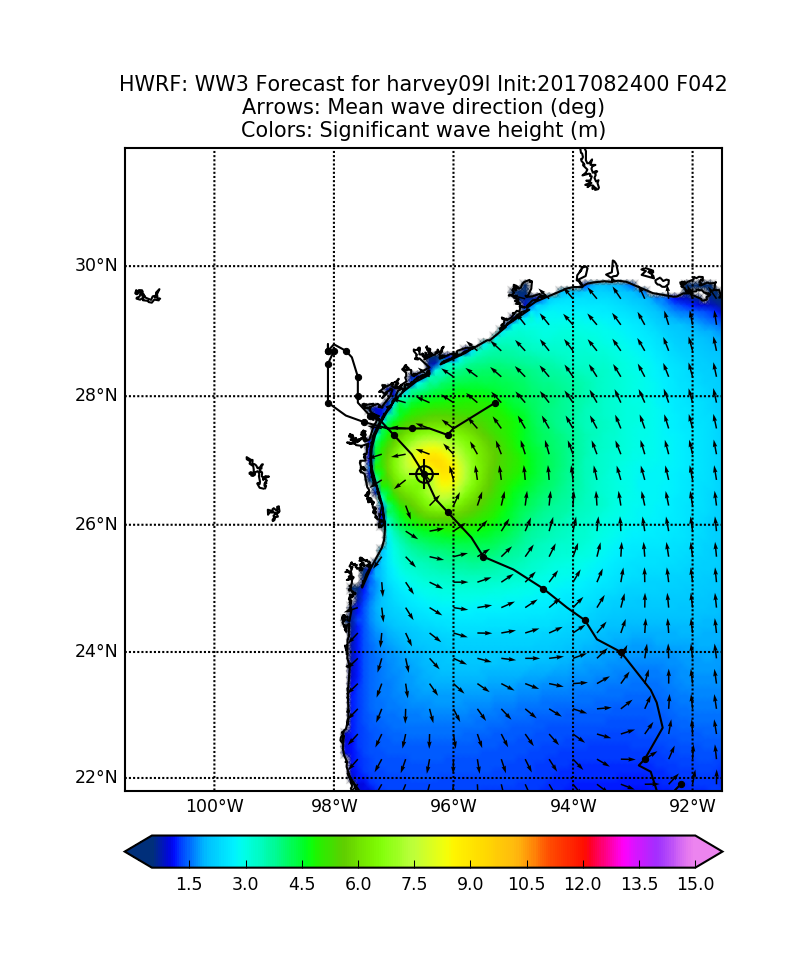 HWRF: WW3 Forecast for harvey09l Init:2017082400 F042
Arrows: Mean wave direction (deg)
Colors: Significant wave height (m)
30°N
28°N
26°N
24°N
22°N
100°W 98°W 96°W 94°W 92°W
1.5 3.0 4.5 6.0 7.5 9.0 10.5 12.0 13.5 15.0